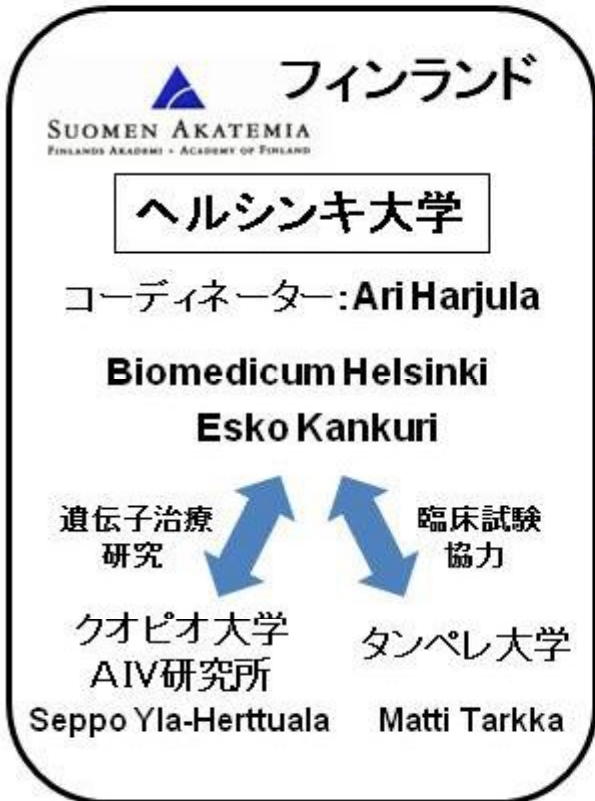 フィンランド
SUOMEN AKATEMIA
FINLANDS AKADEMI • ACADEMY OF FINLAND
ヘルシンキ大学
コーディネーター:Ari Harjula
Biomedicum Helsinki
Esko Kankuri
遺伝子治療
研究
臨床試験
協力
クオピオ大学
AIV研究所
Seppo Yla-Herttuala
タンペレ大学
Matti Tarkka